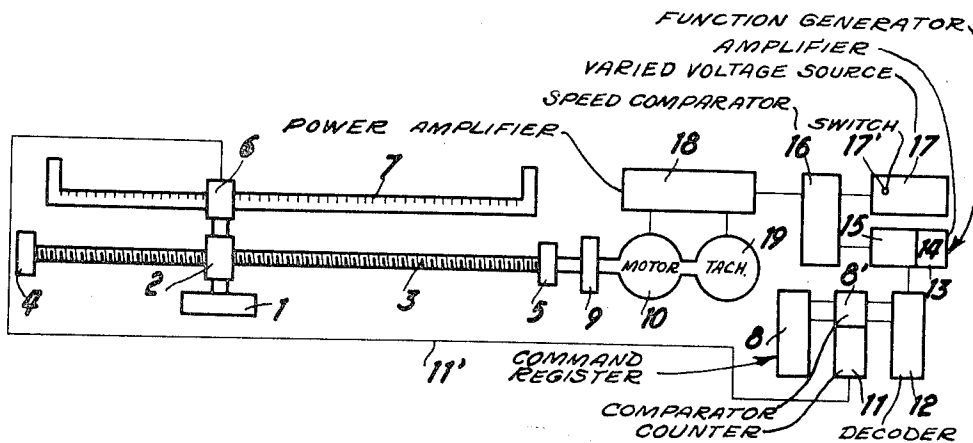 FUNCTION GENERATOR
AMPLIFIER
VARIED VOLTAGE SOURCE
SPEED COMPARATOR
SWITCH
POWER AMPLIFIER
6
7
18
16
17'
17
15
14
13
4
2
1
3
5
9
MOTOR
10
TACH.
19
8'
8
11'
COMMAND
REGISTER
11
12
COMPARATOR
COUNTER
DECODER